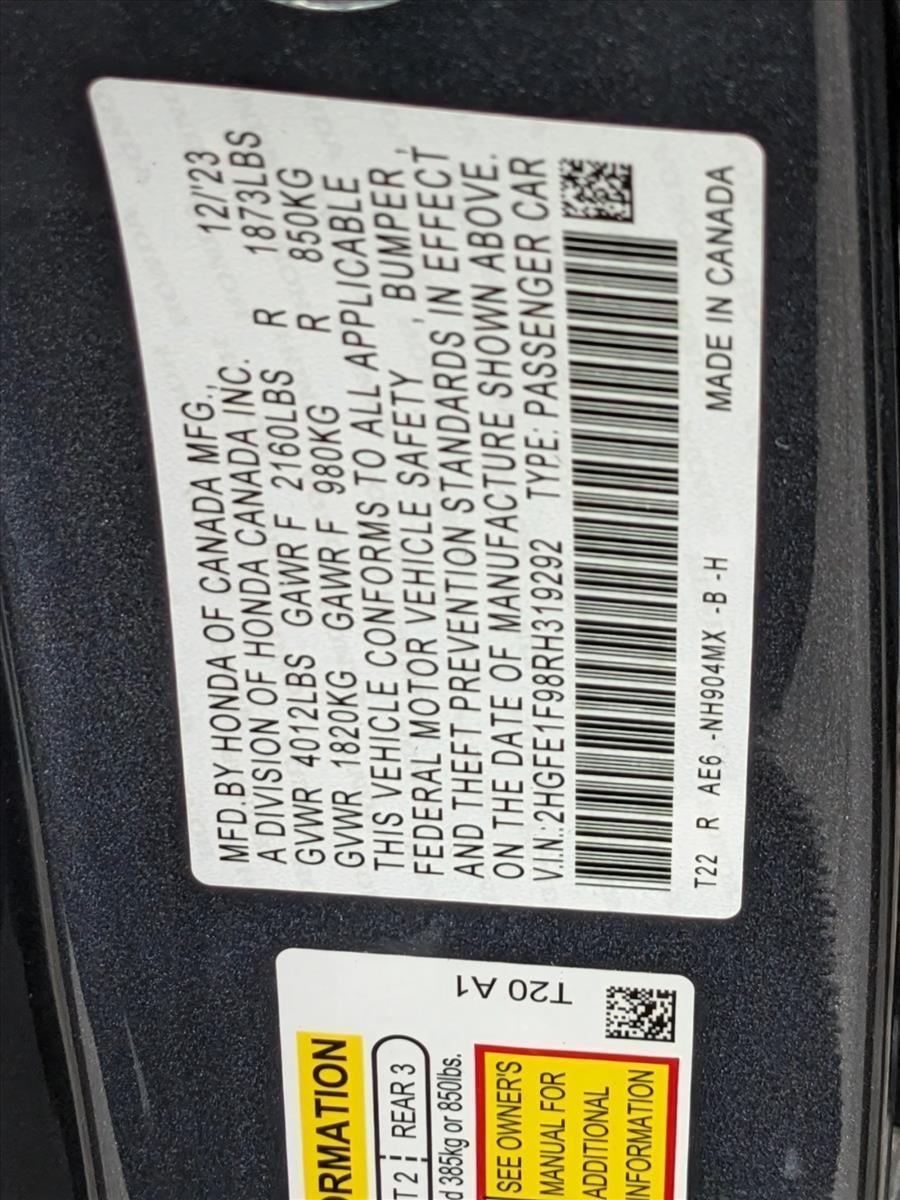 MFD.BY HONDA OF CANADA MFG., 12/'23
A DIVISION OF HONDA CANADA INC.
GVWR 4012LBS GAWR F 2160LBS R 1873LBS
GVWR 1820KG GAWR F 980KG R 850KG
THIS VEHICLE CONFORMS TO ALL APPLICABLE
FEDERAL MOTOR VEHICLE SAFETY , BUMPER ,
AND THEFT PREVENTION STANDARDS IN EFFECT
ON THE DATE OF MANUFACTURE SHOWN ABOVE.
V.I.N.:2HGFE1F98RH319292 TYPE: PASSENGER CAR
T22 R AE6 -NH904MX -B -H MADE IN CANADA
T20 A1
REAR 3
385kg or 850lbs.
SEE OWNER'S
MANUAL FOR
ADDITIONAL
INFORMATION